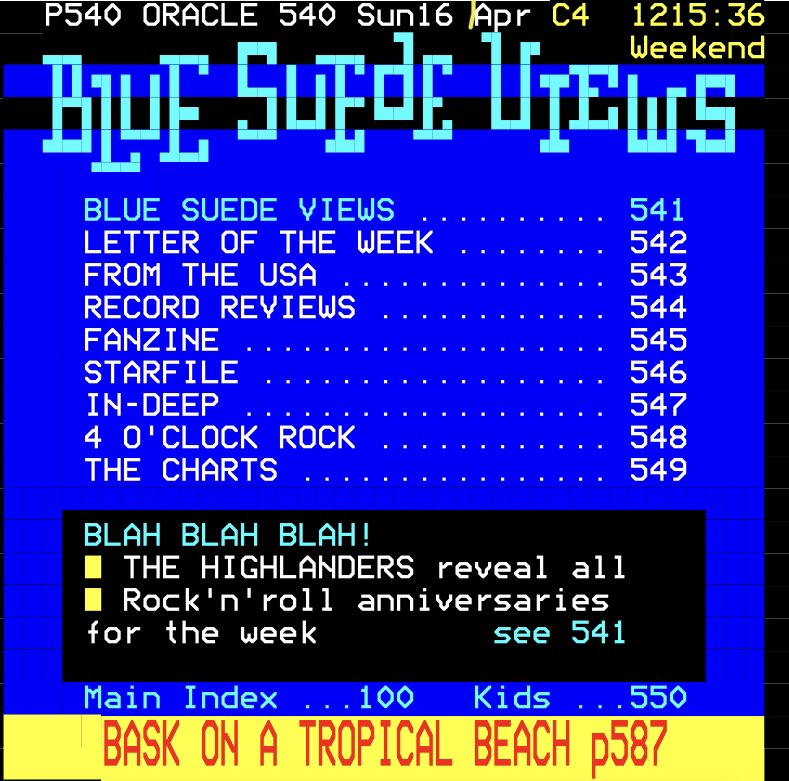 P540 ORACLE 540 Sun16 Apr C4 1215:36
Weekend
BLUE SUEdE VIEWS
BLUE SUEDE VIEWS .......... 541
LETTER OF THE WEEK ........ 542
FROM THE USA .............. 543
RECORD REVIEWS ............ 544
FANZINE ................... 545
STARFILE .................. 546
IN-DEEP ................... 547
4 O'CLOCK ROCK ............ 548
THE CHARTS ................ 549
BLAH BLAH BLAH!
THE HIGHLANDERS reveal all
Rock'n'roll anniversaries
for the week see 541
Main Index ...100 Kids ...550
BASK ON A TROPICAL BEACH p587